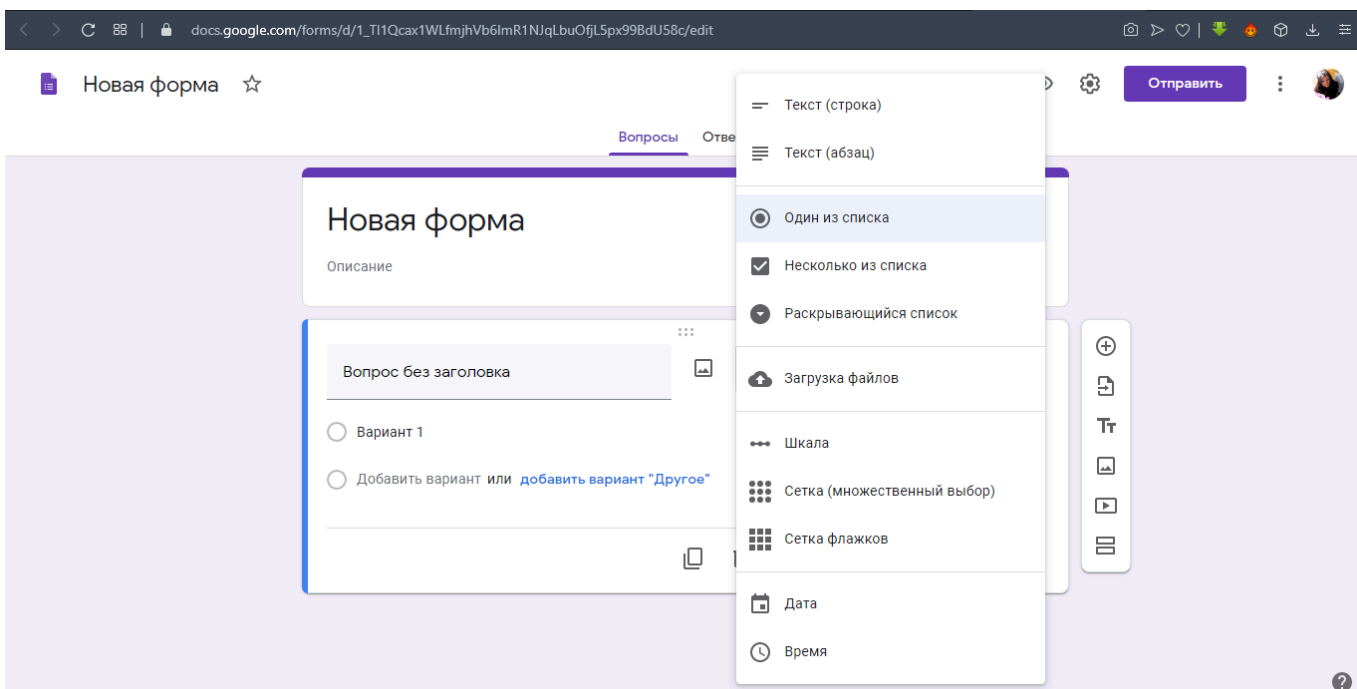 docs.google.com/forms/d/1_TI1Qcax1WLfmjhVb6ImR1NJqLbuOfjL5px99BdU58c/edit
Новая форма
Отправить
Вопросы Отве
Новая форма
Описание
Вопрос без заголовка
Вариант 1
Добавить вариант или добавить вариант "Другое"
Текст (строка)
Текст (абзац)
Один из списка
Несколько из списка
Раскрывающийся список
Загрузка файлов
Шкала
Сетка (множественный выбор)
Сетка флажков
Дата
Время
Тт